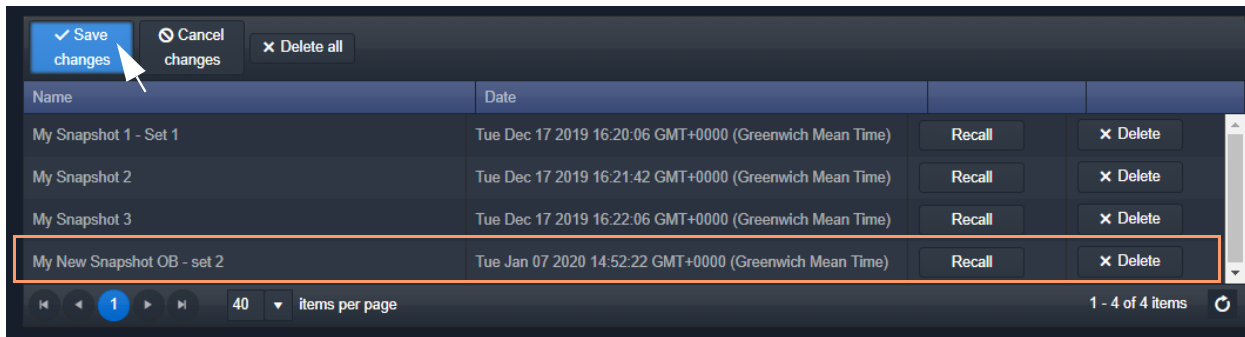 Save changes
Cancel changes
Delete all
Name Date
My Snapshot 1 - Set 1 Tue Dec 17 2019 16:20:06 GMT+0000 (Greenwich Mean Time) Recall Delete
My Snapshot 2 Tue Dec 17 2019 16:21:42 GMT+0000 (Greenwich Mean Time) Recall Delete
My Snapshot 3 Tue Dec 17 2019 16:22:06 GMT+0000 (Greenwich Mean Time) Recall Delete
My New Snapshot OB - set 2 Tue Jan 07 2020 14:52:22 GMT+0000 (Greenwich Mean Time) Recall Delete
1 40 items per page 1 - 4 of 4 items